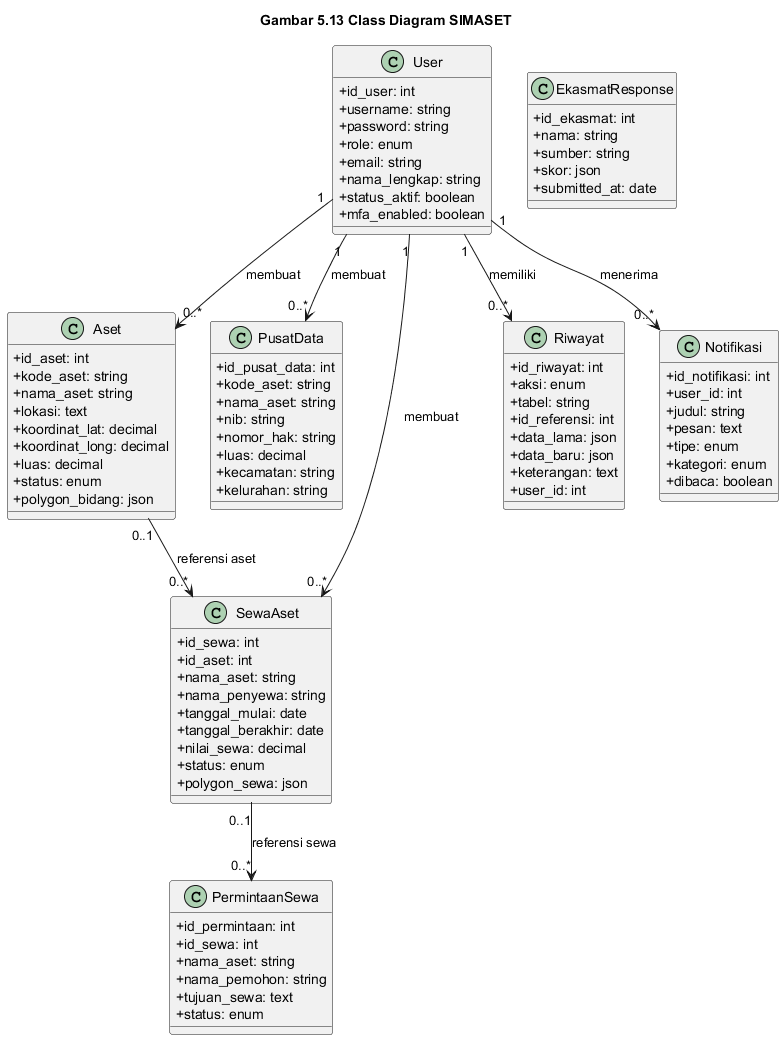 Gambar 5.13 Class Diagram SIMASET
C User
+id_user: int
+username: string
+password: string
+role: enum
+email: string
+nama_lengkap: string
+status_aktif: boolean
+mfa_enabled: boolean
C EkasmatResponse
+id_ekasmat: int
+nama: string
+sumber: string
+skor: json
+submitted_at: date
1
1
1
1
1
membuat
membuat
memiliki
menerima
0..*
0..*
0..*
0..*
C Aset
+id_aset: int
+kode_aset: string
+nama_aset: string
+lokasi: text
+koordinat_lat: decimal
+koordinat_long: decimal
+luas: decimal
+status: enum
+polygon_bidang: json
C PusatData
+id_pusat_data: int
+kode_aset: string
+nama_aset: string
+nib: string
+nomor_hak: string
+luas: decimal
+kecamatan: string
+kelurahan: string
membuat
C Riwayat
+id_riwayat: int
+aksi: enum
+tabel: string
+id_referensi: int
+data_lama: json
+data_baru: json
+keterangan: text
+user_id: int
C Notifikasi
+id_notifikasi: int
+user_id: int
+judul: string
+pesan: text
+tipe: enum
+kategori: enum
+dibaca: boolean
0..1
referensi aset
0..*
0..*
C SewaAset
+id_sewa: int
+id_aset: int
+nama_aset: string
+nama_penyewa: string
+tanggal_mulai: date
+tanggal_berakhir: date
+nilai_sewa: decimal
+status: enum
+polygon_sewa: json
0..1
referensi sewa
0..*
C PermintaanSewa
+id_permintaan: int
+id_sewa: int
+nama_aset: string
+nama_pemohon: string
+tujuan_sewa: text
+status: enum